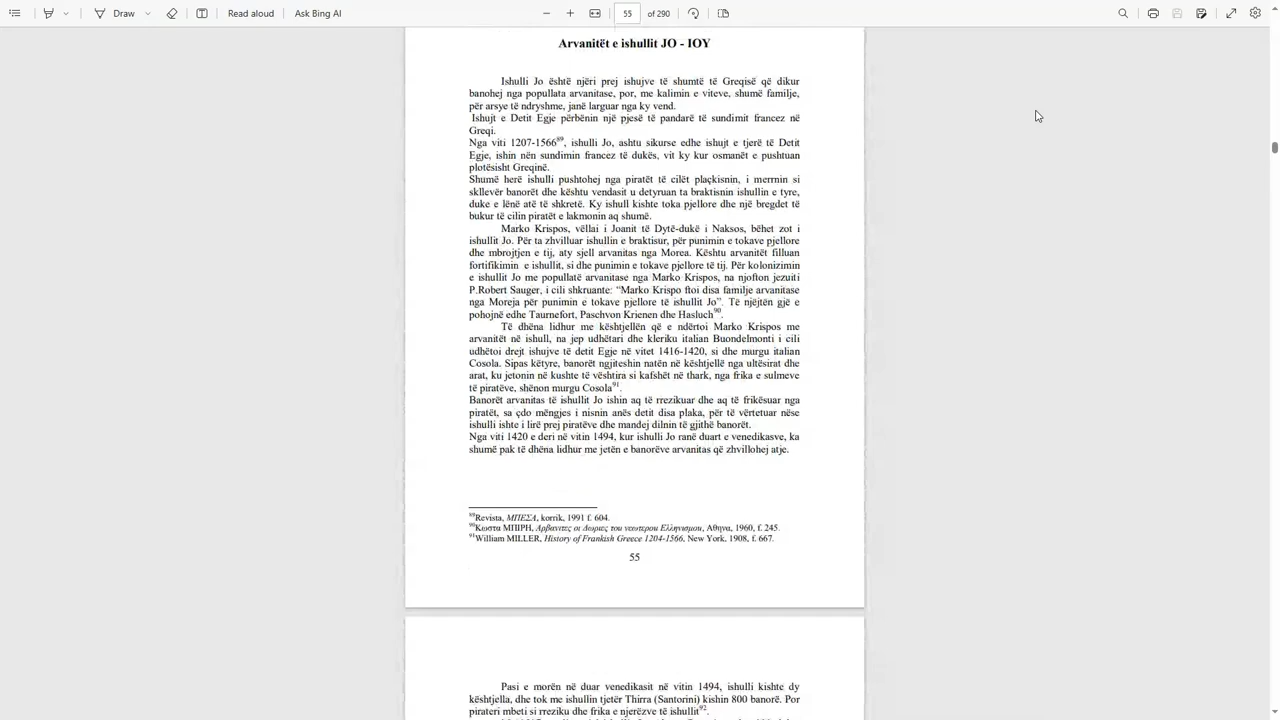 Draw
Read aloud
Ask Bing AI
55
of 290
Arvanitët e ishullit JO - IOY
Ishulli Jo është njëri prej ishujve të shumtë të Greqisë që dikur
banohej nga popullata arvanitase, por, me kalimin e viteve, shumë familje,
për arsye të ndryshme, janë larguar nga ky vend.
Ishujt e Detit Egje përbënin një pjesë të pandarë të sundimit francez në
Greqi.
Nga viti 1207-1566⁸⁹, ishulli Jo, ashtu sikurse edhe ishujt e tjerë të Detit
Egje, ishin nën sundimin francez të dukës, vit ky kur osmanët e pushtuan
plotësisht Greqinë.
Shumë herë ishulli pushtohej nga piratët të cilët plaçkisnin, i merrnin si
skllevër banorët dhe kështu vendasit u detyruan ta braktisnin ishullin e tyre,
duke e lënë atë të shkretë. Ky ishull kishte toka pjellore dhe një bregdet të
bukur të cilin piratët e lakmonin aq shumë.
Marko Krispos, vëllai i Joanit të Dytë-dukë i Naksos, bëhet zot i
ishullit Jo. Për ta zhvilluar ishullin e braktisur, për punimin e tokave pjellore
dhe mbrojtjen e tij, aty sjell arvanitas nga Morea. Kështu arvanitët filluan
fortifikimin e ishullit, si dhe punimin e tokave pjellore të tij. Për kolonizimin
e ishullit Jo me popullatë arvanitase nga Marko Krispos, na njofton jezuiti
P.Robert Sauger, i cili shkruante: “Marko Krispo ftoi disa familje arvanitase
nga Moreja për punimin e tokave pjellore të ishullit Jo”. Të njëjtën gjë e
pohojnë edhe Taurnefort, Paschvon Krienen dhe Hasluch⁹⁰.
Të dhëna lidhur me kështjellën që e ndërtoi Marko Krispos me
arvanitët në ishull, na jep udhëtari dhe kleriku italian Buondelmonti i cili
udhëtoi drejt ishujve të detit Egje në vitet 1416-1420, si dhe murgu italian
Cosola. Sipas këtyre, banorët ngjiteshin natën në kështjellë nga ultësirat dhe
arat, ku jetonin në kushte të vështira si kafshët në thark, nga frika e sulmeve
të piratëve, shënon murgu Cosola⁹¹.
Banorët arvanitas të ishullit Jo ishin aq të rrezikuar dhe aq të frikësuar nga
piratët, sa çdo mëngjes i nisnin anës detit disa plaka, për të vërtetuar nëse
ishulli ishte i lirë prej piratëve dhe mandej dilnin të gjithë banorët.
Nga viti 1420 e deri në vitin 1494, kur ishulli Jo ranë duart e venedikasve, ka
shumë pak të dhëna lidhur me jetën e banorëve arvanitas që zhvillohej atje.
⁸⁹Revista, ΜΠΕΣΑ, korrik, 1991 f. 604.
⁹⁰Κωστα ΜΠΙΡΗ, Αρβανιτες οι Δωριες του νεωτερου Ελληνισμου, Αθηνα, 1960, f. 245.
⁹¹William MILLER, History of Frankish Greece 1204-1566, New York, 1908, f. 667.
55
Pasi e morën në duar venedikasit në vitin 1494, ishulli kishte dy
kështjella, dhe tok me ishullin tjetër Thirra (Santorini) kishin 800 banorë. Por
pirateri mbeti si rreziku dhe frika e njerëzve të ishullit⁹².